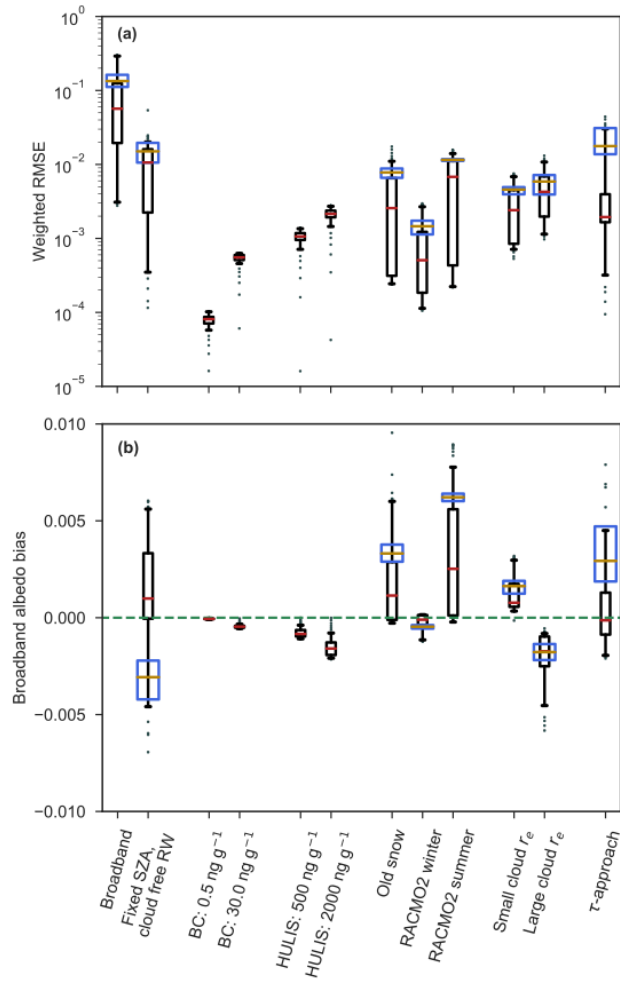 (a)
Weighted RMSE
10⁰
10⁻¹
10⁻²
10⁻³
10⁻⁴
10⁻⁵
(b)
Broadband albedo bias
0.010
0.005
0.000
−0.005
−0.010
Broadband
Fixed SZA,
cloud free RW
BC: 0.5 ng g⁻¹
BC: 30.0 ng g⁻¹
HULIS: 500 ng g⁻¹
HULIS: 2000 ng g⁻¹
Old snow
RACMO2 winter
RACMO2 summer
Small cloud rₑ
Large cloud rₑ
τ-approach